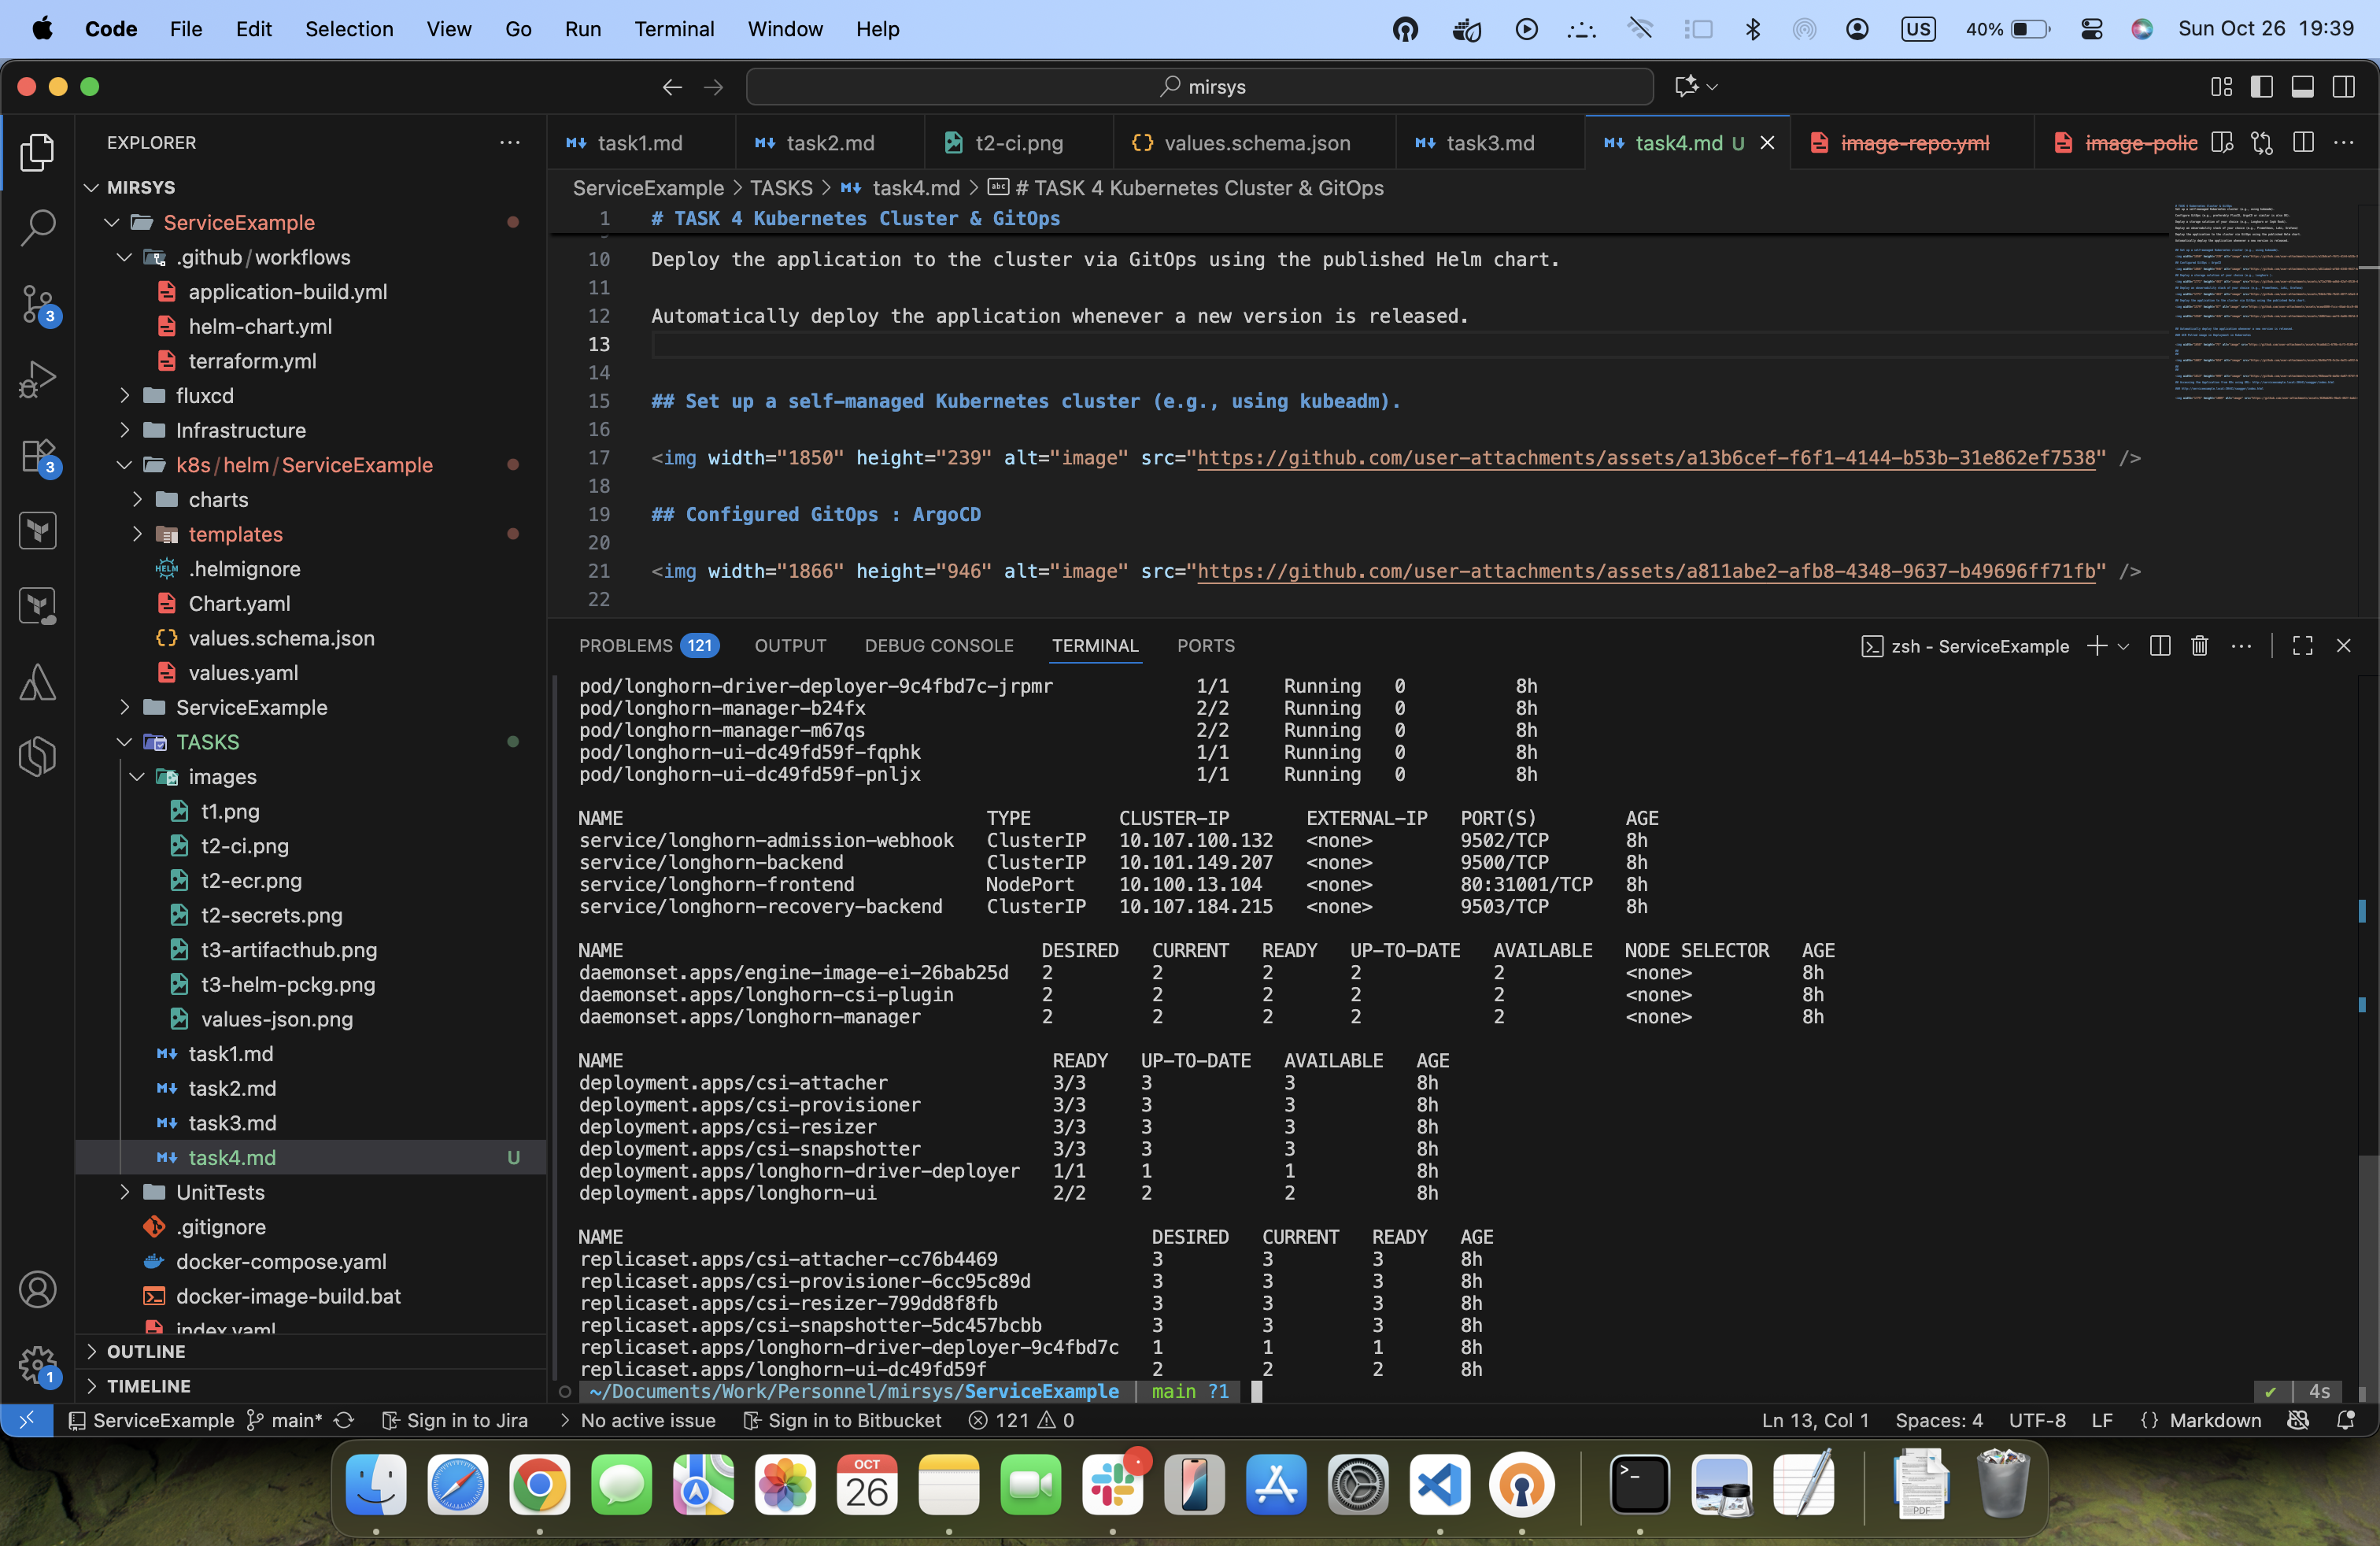 Code File Edit Selection View Go Run Terminal Window Help US 40% Sun Oct 26 19:39
mirsys
EXPLORER
MIRSYS
ServiceExample
.github/workflows
application-build.yml
helm-chart.yml
terraform.yml
fluxcd
Infrastructure
k8s/helm/ServiceExample
charts
templates
HELM .helmignore
Chart.yaml
values.schema.json
values.yaml
ServiceExample
TASKS
images
t1.png
t2-ci.png
t2-ecr.png
t2-secrets.png
t3-artifacthub.png
t3-helm-pckg.png
values-json.png
task1.md
task2.md
task3.md
task4.md U
UnitTests
.gitignore
docker-compose.yaml
docker-image-build.bat
index.yaml
OUTLINE
TIMELINE
3
3
1
task1.md task2.md t2-ci.png values.schema.json task3.md task4.md U image-repo.yml image-polic
ServiceExample > TASKS > task4.md > # TASK 4 Kubernetes Cluster & GitOps
1 # TASK 4 Kubernetes Cluster & GitOps
10 Deploy the application to the cluster via GitOps using the published Helm chart.
11
12 Automatically deploy the application whenever a new version is released.
13
14
15 ## Set up a self-managed Kubernetes cluster (e.g., using kubeadm).
16
17 <img width="1850" height="239" alt="image" src="https://github.com/user-attachments/assets/a13b6cef-f6f1-4144-b53b-31e862ef7538" />
18
19 ## Configured GitOps : ArgoCD
20
21 <img width="1866" height="946" alt="image" src="https://github.com/user-attachments/assets/a811abe2-afb8-4348-9637-b49696ff71fb" />
22
PROBLEMS 121 OUTPUT DEBUG CONSOLE TERMINAL PORTS zsh - ServiceExample
pod/longhorn-driver-deployer-9c4fbd7c-jrpmr 1/1 Running 0 8h
pod/longhorn-manager-b24fx 2/2 Running 0 8h
pod/longhorn-manager-m67qs 2/2 Running 0 8h
pod/longhorn-ui-dc49fd59f-fqphk 1/1 Running 0 8h
pod/longhorn-ui-dc49fd59f-pnljx 1/1 Running 0 8h
NAME TYPE CLUSTER-IP EXTERNAL-IP PORT(S) AGE
service/longhorn-admission-webhook ClusterIP 10.107.100.132 <none> 9502/TCP 8h
service/longhorn-backend ClusterIP 10.101.149.207 <none> 9500/TCP 8h
service/longhorn-frontend NodePort 10.100.13.104 <none> 80:31001/TCP 8h
service/longhorn-recovery-backend ClusterIP 10.107.184.215 <none> 9503/TCP 8h
NAME DESIRED CURRENT READY UP-TO-DATE AVAILABLE NODE SELECTOR AGE
daemonset.apps/engine-image-ei-26bab25d 2 2 2 2 2 <none> 8h
daemonset.apps/longhorn-csi-plugin 2 2 2 2 2 <none> 8h
daemonset.apps/longhorn-manager 2 2 2 2 2 <none> 8h
NAME READY UP-TO-DATE AVAILABLE AGE
deployment.apps/csi-attacher 3/3 3 3 8h
deployment.apps/csi-provisioner 3/3 3 3 8h
deployment.apps/csi-resizer 3/3 3 3 8h
deployment.apps/csi-snapshotter 3/3 3 3 8h
deployment.apps/longhorn-driver-deployer 1/1 1 1 8h
deployment.apps/longhorn-ui 2/2 2 2 8h
NAME DESIRED CURRENT READY AGE
replicaset.apps/csi-attacher-cc76b4469 3 3 3 8h
replicaset.apps/csi-provisioner-6cc95c89d 3 3 3 8h
replicaset.apps/csi-resizer-799dd8f8fb 3 3 3 8h
replicaset.apps/csi-snapshotter-5dc457bcbb 3 3 3 8h
replicaset.apps/longhorn-driver-deployer-9c4fbd7c 1 1 1 8h
replicaset.apps/longhorn-ui-dc49fd59f 2 2 2 8h
~/Documents/Work/Personnel/mirsys/ServiceExample | main ?1 ✔ | 4s
ServiceExample main* Sign in to Jira > No active issue Sign in to Bitbucket 121 0 Ln 13, Col 1 Spaces: 4 UTF-8 LF {} Markdown
OCT
26
PDF